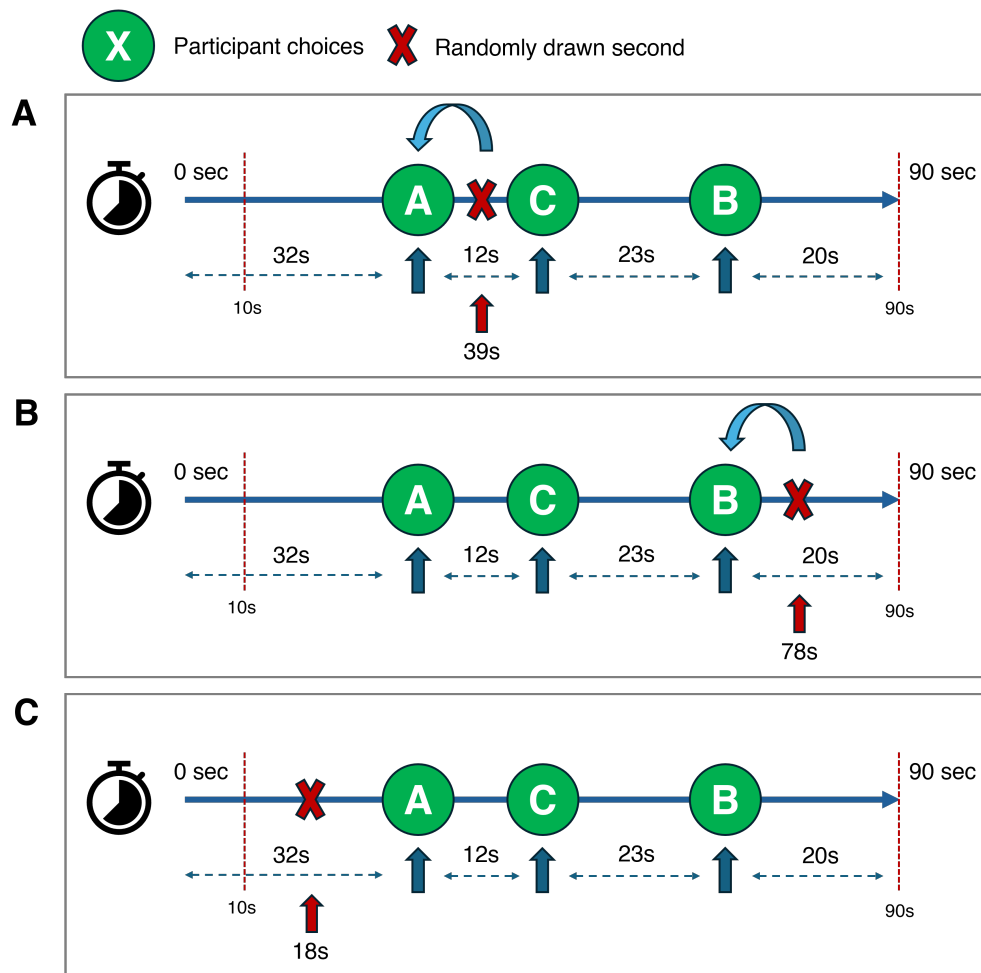 X Participant choices Randomly drawn second
A
0 sec A C B 90 sec
32s 12s 23s 20s
10s 90s
39s
B
0 sec A C B 90 sec
32s 12s 23s 20s
10s 90s
78s
C
0 sec A C B 90 sec
32s 12s 23s 20s
10s 90s
18s